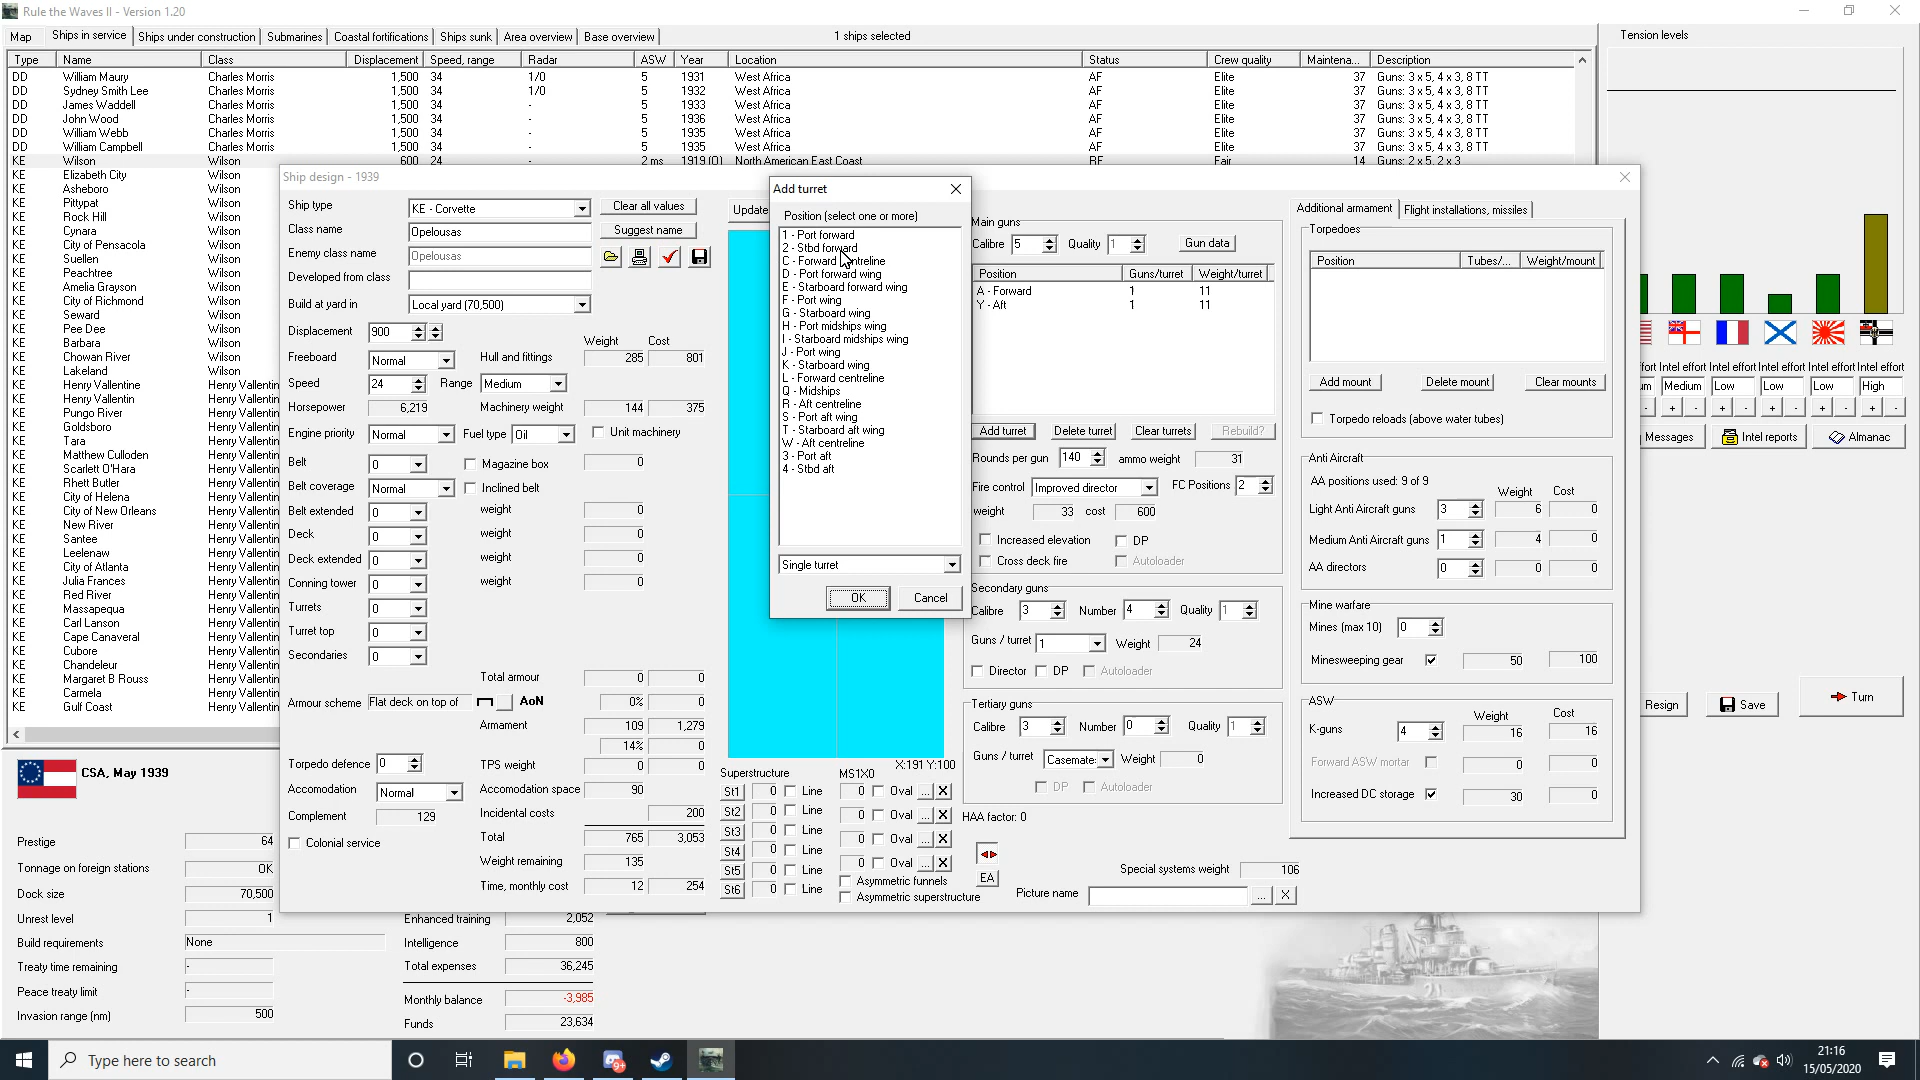 Rule the Waves II - Version 1.20
Map Ships in service Ships under construction Submarines Coastal fortifications Ships sunk Area overview Base overview 1 ships selected Tension levels
Type Name Class Displacement Speed, range Radar ASW Year Location Status Crew quality Maintena... Description
DD William Maury Charles Morris 1,500 34 1/0 5 1931 West Africa AF Elite 37 Guns: 3 x 5, 4 x 3, 8 TT
DD Sydney Smith Lee Charles Morris 1,500 34 1/0 5 1932 West Africa AF Elite 37 Guns: 3 x 5, 4 x 3, 8 TT
DD James Waddell Charles Morris 1,500 34 - 5 1933 West Africa AF Elite 37 Guns: 3 x 5, 4 x 3, 8 TT
DD John Wood Charles Morris 1,500 34 - 5 1936 West Africa AF Elite 37 Guns: 3 x 5, 4 x 3, 8 TT
DD William Webb Charles Morris 1,500 34 - 5 1935 West Africa AF Elite 37 Guns: 3 x 5, 4 x 3, 8 TT
DD William Campbell Charles Morris 1,500 34 - 5 1935 West Africa AF Elite 37 Guns: 3 x 5, 4 x 3, 8 TT
KE Wilson Wilson 600 24 - 2 ms 1919 (0) North American East Coast RF Fair 14 Guns: 2 x 5, 2 x 3
KE Elizabeth City Wilson
KE Asheboro Wilson
KE Pittypat Wilson
KE Rock Hill Wilson
KE Cynara Wilson
KE City of Pensacola Wilson
KE Suellen Wilson
KE Peachtree Wilson
KE Amelia Grayson Wilson
KE City of Richmond Wilson
KE Seward Wilson
KE Pee Dee Wilson
KE Barbara Wilson
KE Chowan River Wilson
KE Lakeland Wilson
KE Henry Vallentine Henry Vallentin
KE Henry Vallentin
KE Pungo River Henry Vallentin
KE Goldsboro Henry Vallentin
KE Tara Henry Vallentin
KE Matthew Culloden Henry Vallentin
KE Scarlett O'Hara Henry Vallentin
KE Rhett Butler Henry Vallentin
KE City of Helena Henry Vallentin
KE City of New Orleans Henry Vallentin
KE New River Henry Vallentin
KE Santee Henry Vallentin
KE Leelenaw Henry Vallentin
KE City of Atlanta Henry Vallentin
KE Julia Frances Henry Vallentin
KE Red River Henry Vallentin
KE Massapequa Henry Vallentin
KE Carl Lanson Henry Vallentin
KE Guinevre Henry Vallentin
KE Cape Canaveral Henry Vallentin
KE Cubore Henry Vallentin
KE Chandeleur Henry Vallentin
KE Margaret B Rouss Henry Vallentin
KE Carmela Henry Vallentin
KE Gulf Coast Henry Vallentin
Ship design - 1939
Ship type KE - Corvette Clear all values
Class name Opelousas Suggest name
Enemy class name Opelousas
Developed from class
Build at yard in Local yard (70,500)
Displacement 900 Weight Cost
Freeboard Normal Hull and fittings 285 801
Speed 24 Range Medium
Horsepower 6,219 Machinery weight 144 375
Engine priority Normal Fuel type Oil Unit machinery
Belt 0 Magazine box 0
Belt coverage Normal Inclined belt
Belt extended 0 weight 0
Deck 0 weight 0
Deck extended 0 weight 0
Conning tower 0 weight 0
Turrets 0
Turret top 0
Secondaries 0
Total armour 0 0
Armour scheme Flat deck on top of AoN 0% 0
Armament 109 1,279
14% 0
Torpedo defence 0 TPS weight 0 0
Accomodation Normal Accomodation space 90
Complement 129 Incidental costs 200
Total 765 3,053
Colonial service
Weight remaining 135
Time, monthly cost 12 254
Update
Add turret
Position (select one or more)
1 - Port forward
2 - Stbd forward
C - Forward centreline
D - Port forward wing
E - Starboard forward wing
F - Port wing
G - Starboard wing
H - Port midships wing
I - Starboard midships wing
J - Port wing
K - Starboard wing
L - Forward centreline
Q - Midships
R - Aft centreline
S - Port aft wing
T - Starboard aft wing
W - Aft centreline
3 - Port aft
4 - Stbd aft
Single turret
OK Cancel
X:191 Y:100
Superstructure MS1X0
St1 0 Line 0 Oval ... X
St2 0 Line 0 Oval ... X
St3 0 Line 0 Oval ... X
St4 0 Line 0 Oval ... X
St5 0 Line
St6 0 Line
Asymmetric funnels
Asymmetric superstructure
Main guns
Calibre 5 Quality 1 Gun data
Position Guns/turret Weight/turret
A - Forward 1 11
Y - Aft 1 11
Add turret Delete turret Clear turrets Rebuild?
Rounds per gun 140 ammo weight 31
Fire control Improved director FC Positions 2
weight 33 cost 600
Increased elevation DP
Cross deck fire Autoloader
Secondary guns
Calibre 3 Number 4 Quality 1
Guns / turret 1 Weight 24
Director DP Autoloader
Tertiary guns
Calibre 3 Number 0 Quality 1
Guns / turret Casemate: Weight 0
DP Autoloader
HAA factor: 0
EA
Special systems weight 106
Picture name ... X
Additional armament Flight installations, missiles
Torpedoes
Position Tubes/... Weight/mount
Add mount Delete mount Clear mounts
Torpedo reloads (above water tubes)
Anti Aircraft
AA positions used: 9 of 9
Weight Cost
Light Anti Aircraft guns 3 6 0
Medium Anti Aircraft guns 1 4 0
AA directors 0 0 0
Mine warfare
Mines (max 10) 0
Minesweeping gear 50 100
ASW
Weight Cost
K-guns 4 16 16
Forward ASW mortar 0 0
Increased DC storage 30 0
fort Intel effort Intel effort Intel effort Intel effort Intel effort
um Medium Low Low Low High
- + - + - + - + - + -
Messages Intel reports Almanac
Resign Save Turn
CSA, May 1939
Prestige 64
Tonnage on foreign stations OK
Dock size 70,500
Unrest level 1
Build requirements None
Treaty time remaining -
Peace treaty limit -
Invasion range (nm) 500
Enhanced training 2,052
Intelligence 800
Total expenses 36,245
Monthly balance -3,985
Funds 23,634
Type here to search
9+
21:16
15/05/2020